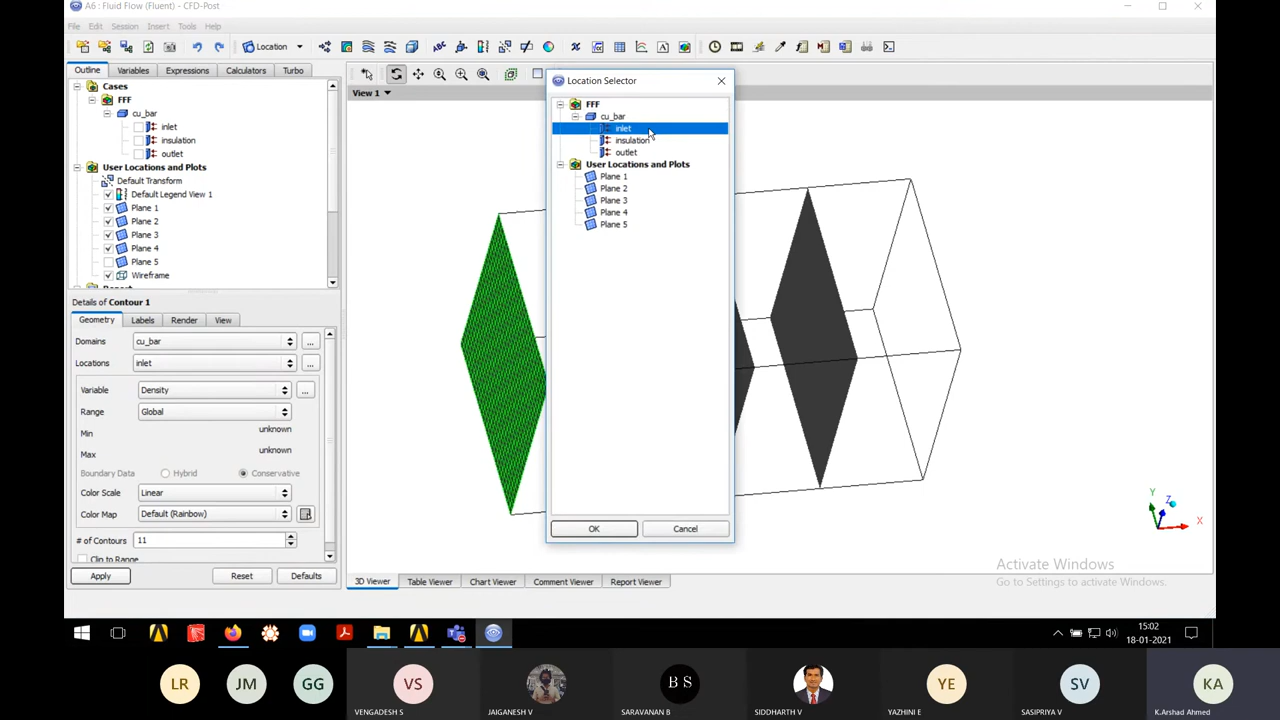 A6 : Fluid Flow (Fluent) - CFD-Post
File Edit Session Insert Tools Help
Location
Outline Variables Expressions Calculators Turbo
Cases
FFF
cu_bar
inlet
insulation
outlet
User Locations and Plots
Default Transform
Default Legend View 1
Plane 1
Plane 2
Plane 3
Plane 4
Plane 5
Wireframe
Details of Contour 1
Geometry Labels Render View
Domains cu_bar ...
Locations inlet ...
Variable Density ...
Range Global
Min unknown
Max unknown
Boundary Data Hybrid Conservative
Color Scale Linear
Color Map Default (Rainbow)
# of Contours 11
Clip to Range
Apply Reset Defaults
View 1
Location Selector
FFF
cu_bar
inlet
insulation
outlet
User Locations and Plots
Plane 1
Plane 2
Plane 3
Plane 4
Plane 5
OK Cancel
Y
Z
X
Activate Windows
Go to Settings to activate Windows.
3D Viewer Table Viewer Chart Viewer Comment Viewer Report Viewer
15:02
18-01-2021
LR JM GG VS B S YE SV KA
VENGADESH S JAIGANESH V SARAVANAN B SIDDHARTH V YAZHINI E SASIPRIYA V K.Arshad Ahmed